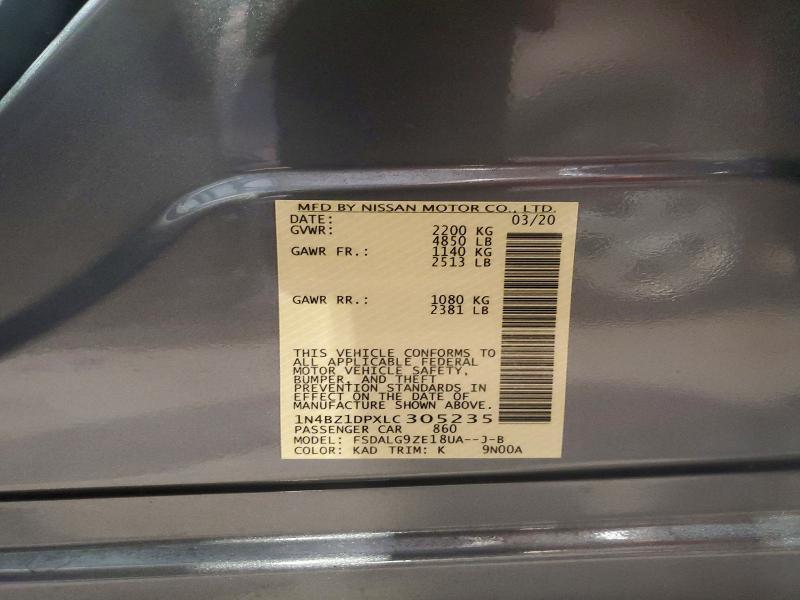 MFD BY NISSAN MOTOR CO., LTD.
DATE: 03/20
GVWR: 2200 KG
4850 LB
GAWR FR.: 1140 KG
2513 LB
GAWR RR.: 1080 KG
2381 LB
THIS VEHICLE CONFORMS TO
ALL APPLICABLE FEDERAL
MOTOR VEHICLE SAFETY,
BUMPER, AND THEFT
PREVENTION STANDARDS IN
EFFECT ON THE DATE OF
MANUFACTURE SHOWN ABOVE.
1N4BZ1DPXLC305235
PASSENGER CAR 860
MODEL: FSDALG9ZE18UA--J-B
COLOR: KAD TRIM: K 9N00A